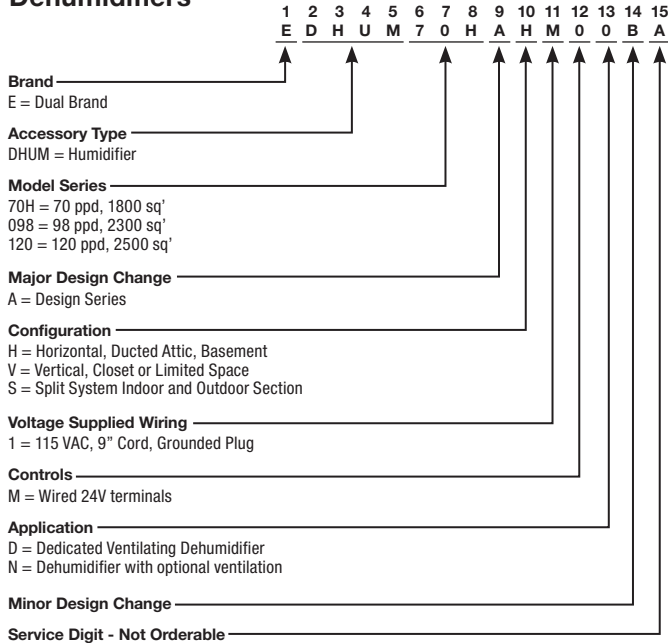 Dehumidifiers
1 2 3 4 5 6 7 8 9 10 11 12 13 14 15
E D H U M 7 0 H A H M 0 0 B A
Brand
E = Dual Brand
Accessory Type
DHUM = Humidifier
Model Series
70H = 70 ppd, 1800 sq’
098 = 98 ppd, 2300 sq’
120 = 120 ppd, 2500 sq’
Major Design Change
A = Design Series
Configuration
H = Horizontal, Ducted Attic, Basement
V = Vertical, Closet or Limited Space
S = Split System Indoor and Outdoor Section
Voltage Supplied Wiring
1 = 115 VAC, 9” Cord, Grounded Plug
Controls
M = Wired 24V terminals
Application
D = Dedicated Ventilating Dehumidifier
N = Dehumidifier with optional ventilation
Minor Design Change
Service Digit - Not Orderable